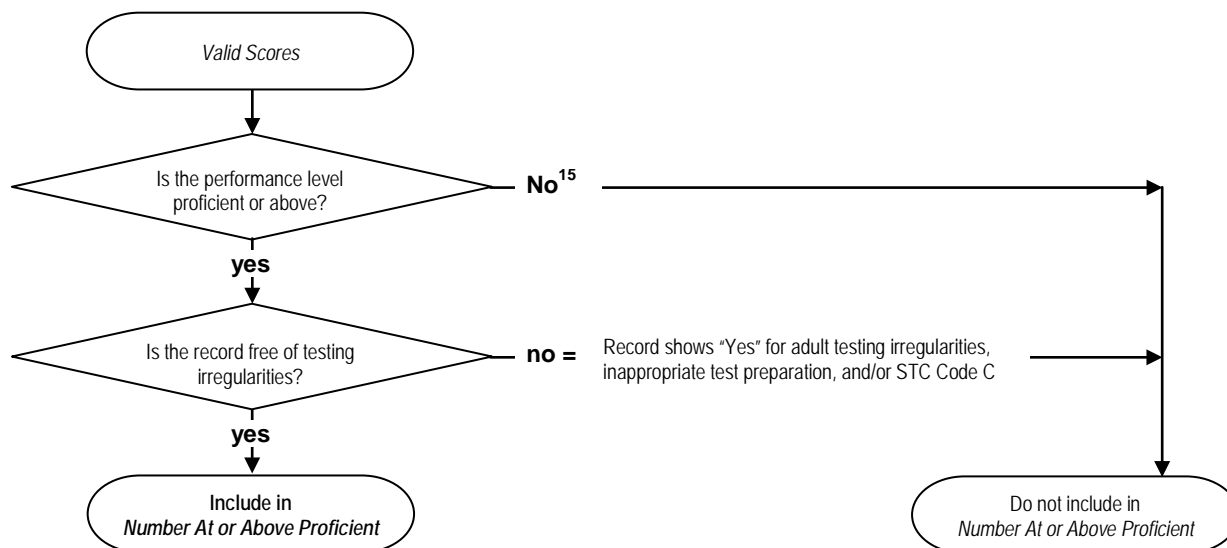 Valid Scores
Is the performance level
proficient or above?
No15
yes
Is the record free of testing
irregularities?
no =
Record shows “Yes” for adult testing irregularities,
inappropriate test preparation, and/or STC Code C
yes
Include in
Number At or Above Proficient
Do not include in
Number At or Above Proficient